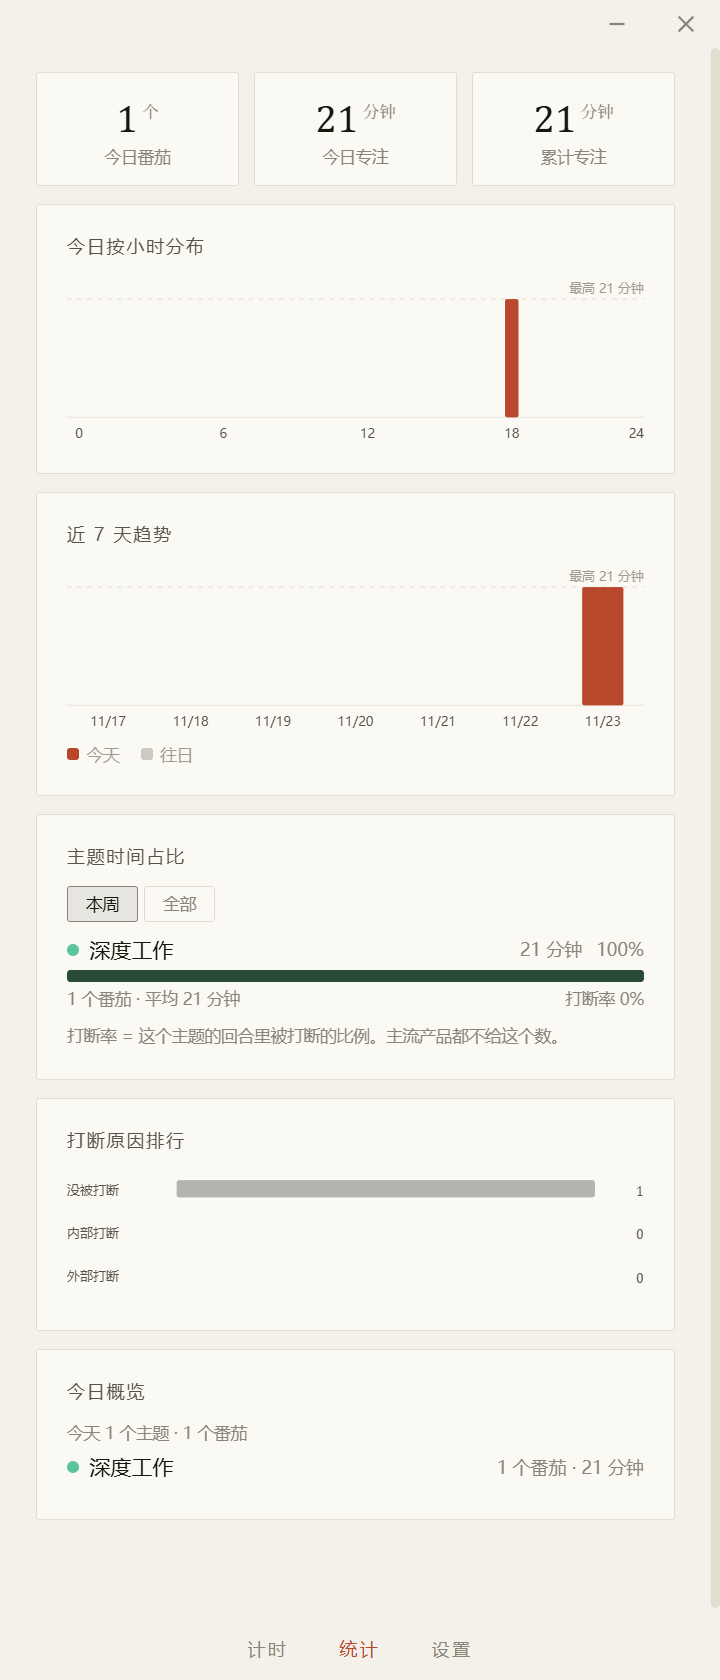 1 个
今日番茄
21 分钟
今日专注
21 分钟
累计专注
今日按小时分布
最高 21 分钟
0 6 12 18 24
近 7 天趋势
最高 21 分钟
11/17 11/18 11/19 11/20 11/21 11/22 11/23
今天 往日
主题时间占比
本周 全部
深度工作 21 分钟 100%
1 个番茄 · 平均 21 分钟 打断率 0%
打断率 = 这个主题的回合里被打断的比例。主流产品都不给这个数。
打断原因排行
没被打断 1
内部打断 0
外部打断 0
今日概览
今天 1 个主题 · 1 个番茄
深度工作 1 个番茄 · 21 分钟
计时 统计 设置